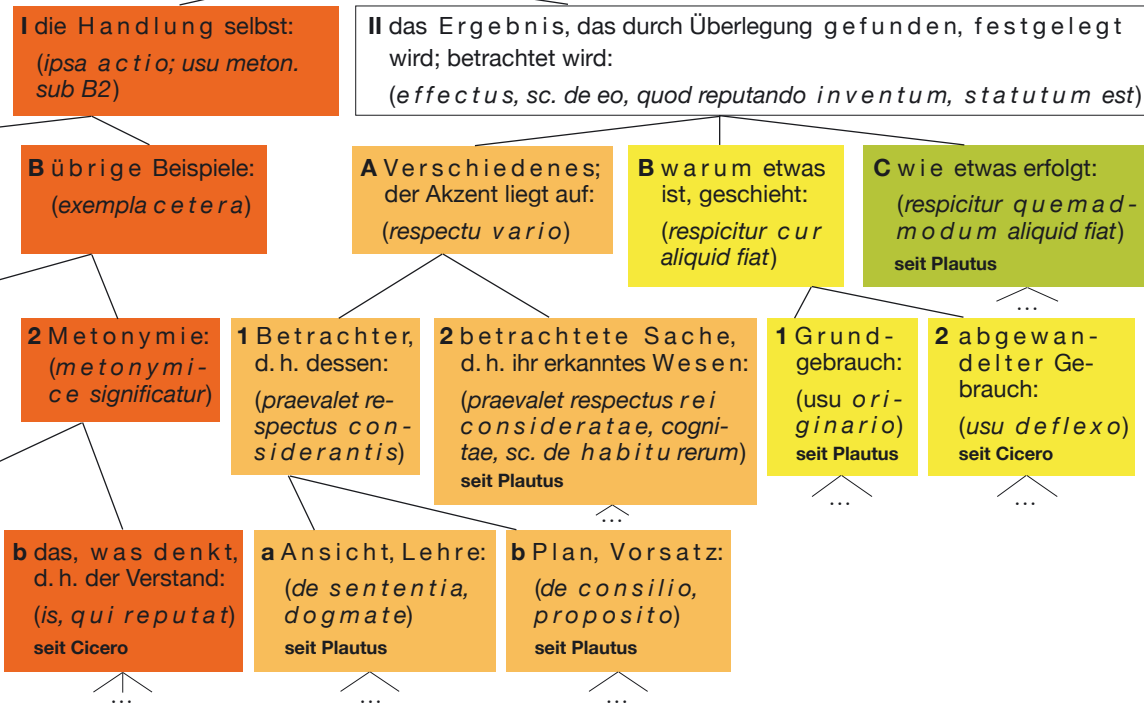 I die Handlung selbst:
(ipsa actio; usu meton.
sub B2)
II das Ergebnis, das durch Überlegung gefunden, festgelegt
wird; betrachtet wird:
(effectus, sc. de eo, quod reputando inventum, statutum est)
B übrige Beispiele:
(exempla cetera)
A Verschiedenes;
der Akzent liegt auf:
(respectu vario)
B warum etwas
ist, geschieht:
(respicitur cur
aliquid fiat)
C wie etwas erfolgt:
(respicitur quemad-
modum aliquid fiat)
seit Plautus
...
2 Metonymie:
(metonymi-
ce significatur)
1 Betrachter,
d. h. dessen:
(praevalet re-
spectus con-
siderantis)
2 betrachtete Sache,
d. h. ihr erkanntes Wesen:
(praevalet respectus rei
consideratae, cogni-
tae, sc. de habitu rerum)
seit Plautus
...
1 Grund-
gebrauch:
(usu ori-
ginario)
seit Plautus
...
2 abgewan-
delter Ge-
brauch:
(usu deflexo)
seit Cicero
...
b das, was denkt,
d. h. der Verstand:
(is, qui reputat)
seit Cicero
...
a Ansicht, Lehre:
(de sententia,
dogmate)
seit Plautus
...
b Plan, Vorsatz:
(de consilio,
proposito)
seit Plautus
...